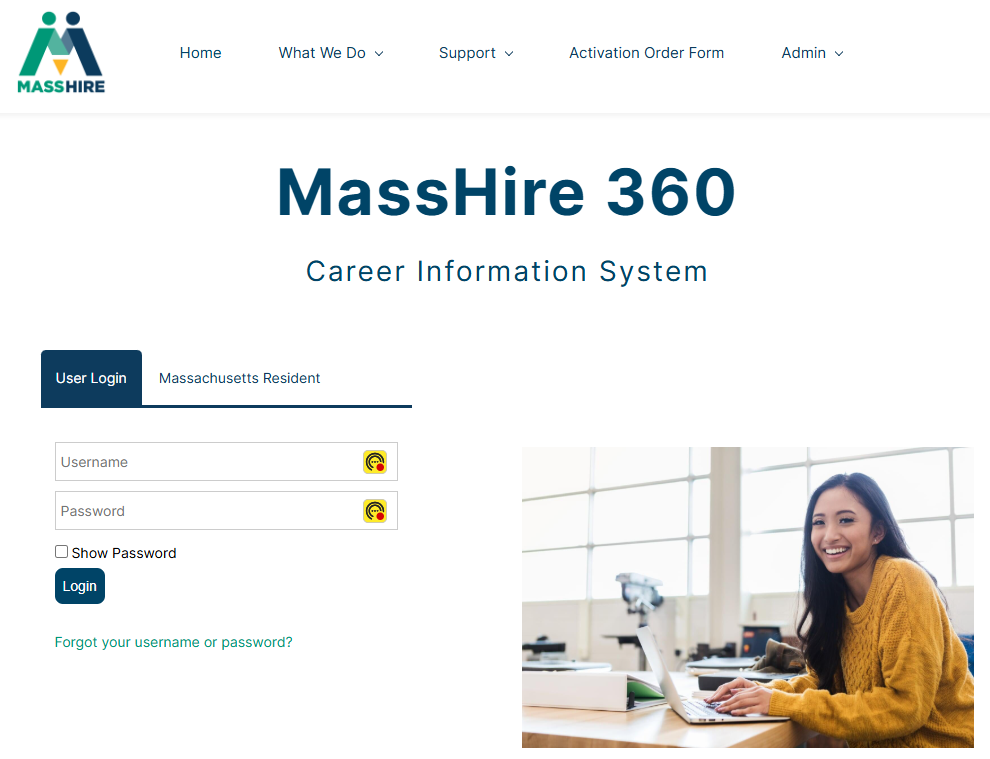 MASSHIRE
Home What We Do Support Activation Order Form Admin
MassHire 360
Career Information System
User Login Massachusetts Resident
Username
Password
Show Password
Login
Forgot your username or password?